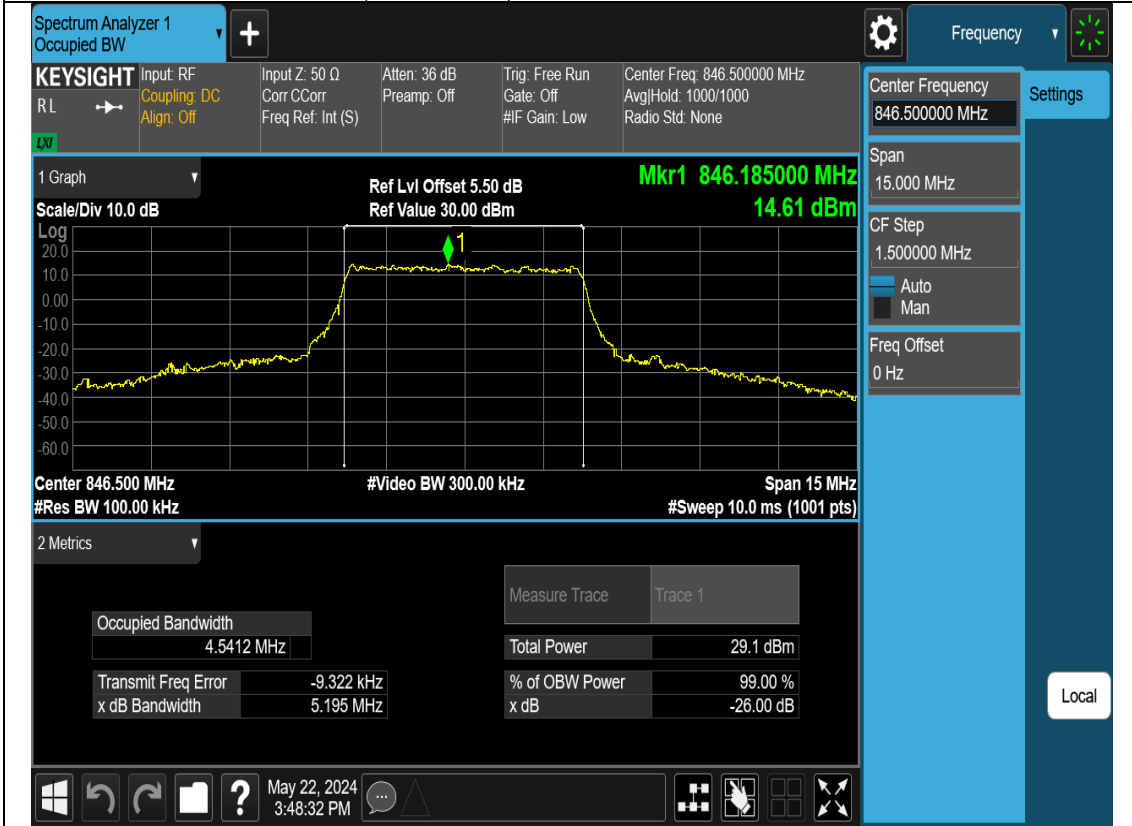 Spectrum Analyzer 1
Occupied BW
Frequency
KEYSIGHT
R L
LXI
Input: RF
Coupling: DC
Align: Off
Input Z: 50 Ω
Corr CCorr
Freq Ref: Int (S)
Atten: 36 dB
Preamp: Off
Trig: Free Run
Gate: Off
#IF Gain: Low
Center Freq: 846.500000 MHz
Avg|Hold: 1000/1000
Radio Std: None
Center Frequency
846.500000 MHz
Settings
Span
15.000 MHz
CF Step
1.500000 MHz
Auto
Man
Freq Offset
0 Hz
Local
1 Graph
Scale/Div 10.0 dB
Ref Lvl Offset 5.50 dB
Ref Value 30.00 dBm
Mkr1 846.185000 MHz
14.61 dBm
Log
1
20.0
10.0
0.00
-10.0
-20.0
-30.0
-40.0
-50.0
-60.0
Center 846.500 MHz
#Video BW 300.00 kHz
Span 15 MHz
#Res BW 100.00 kHz
#Sweep 10.0 ms (1001 pts)
2 Metrics
Measure Trace
Trace 1
Occupied Bandwidth
4.5412 MHz
Total Power
29.1 dBm
Transmit Freq Error
-9.322 kHz
% of OBW Power
99.00 %
x dB Bandwidth
5.195 MHz
x dB
-26.00 dB
?
May 22, 2024
3:48:32 PM